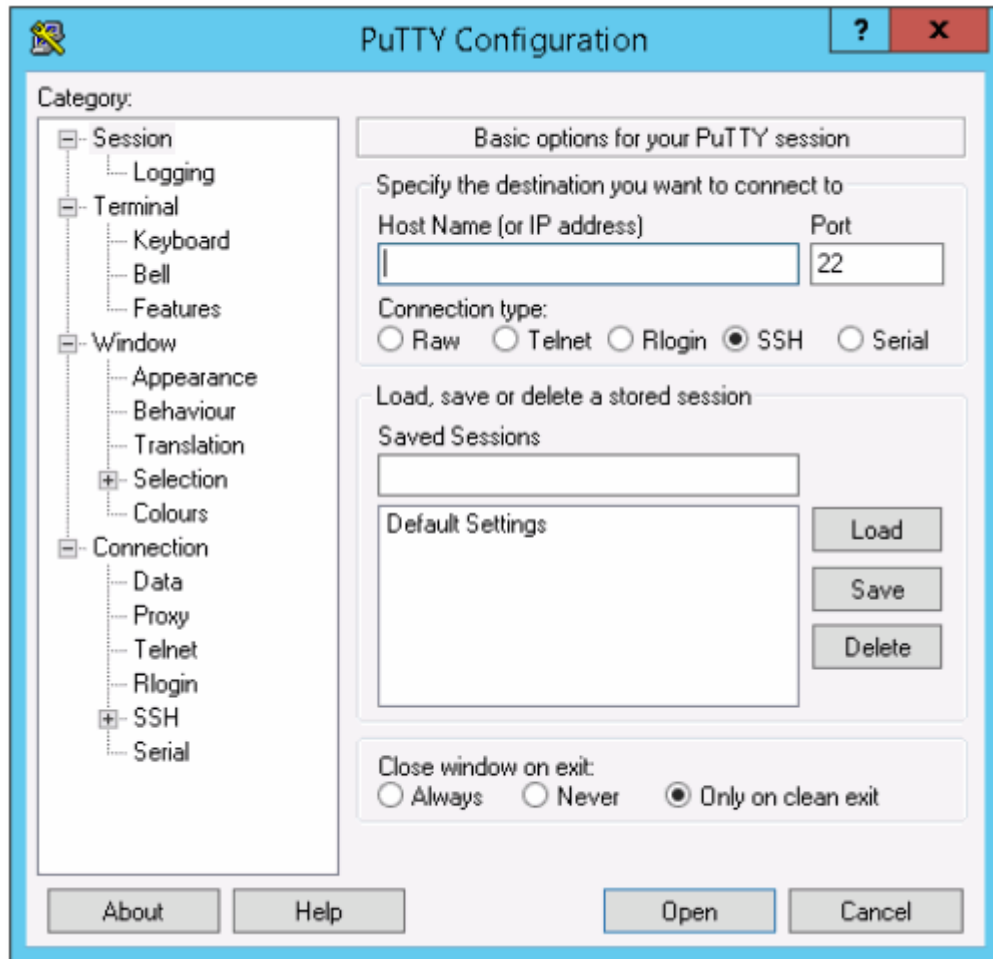 PuTTY Configuration
?
x
Category:
Session
Logging
Terminal
Keyboard
Bell
Features
Window
Appearance
Behaviour
Translation
Selection
Colours
Connection
Data
Proxy
Telnet
Rlogin
SSH
Serial
Basic options for your PuTTY session
Specify the destination you want to connect to
Host Name (or IP address) Port
22
Connection type:
Raw Telnet Rlogin SSH Serial
Load, save or delete a stored session
Saved Sessions
Default Settings
Load
Save
Delete
Close window on exit:
Always Never Only on clean exit
About Help Open Cancel